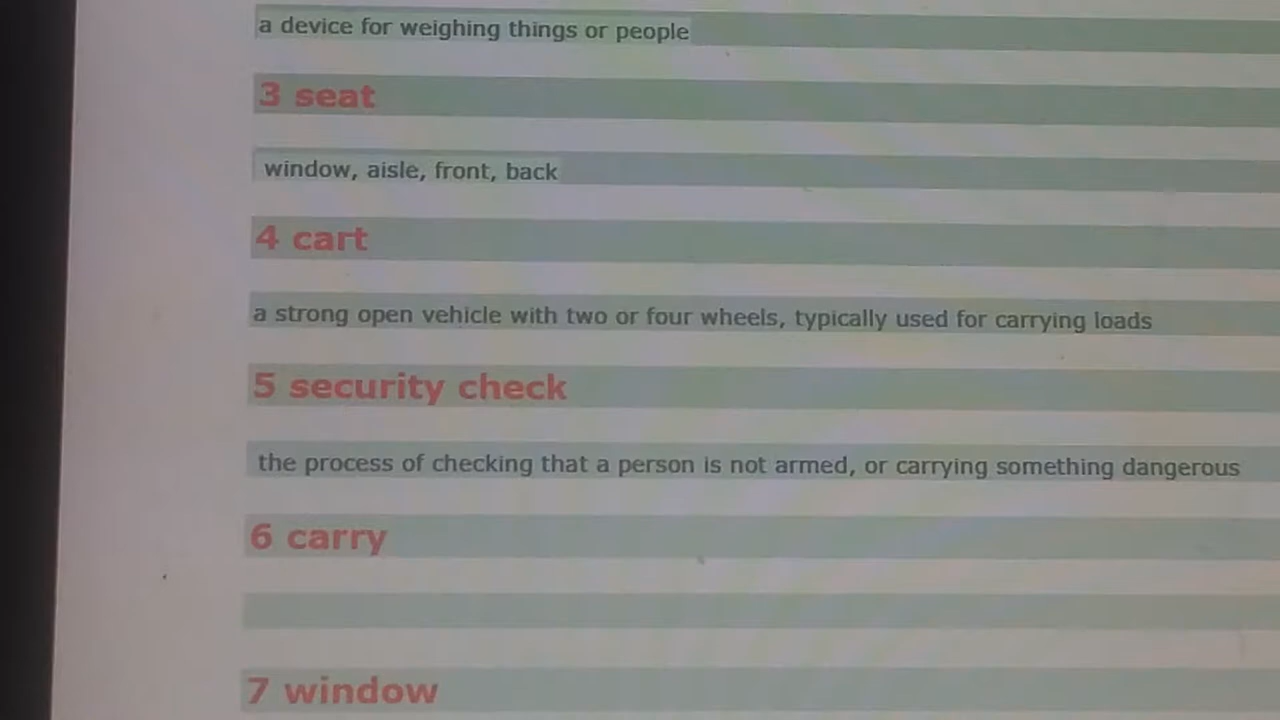 a device for weighing things or people
3 seat
window, aisle, front, back
4 cart
a strong open vehicle with two or four wheels, typically used for carrying loads
5 security check
the process of checking that a person is not armed, or carrying something dangerous
6 carry
7 window